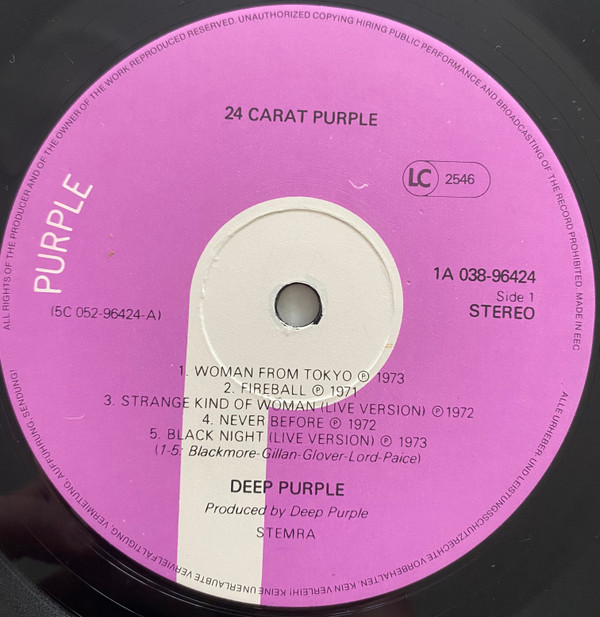 ALL RIGHTS OF THE PRODUCER AND OF THE OWNER OF THE WORK REPRODUCED RESERVED. UNAUTHORIZED COPYING HIRING PUBLIC PERFORMANCE AND BROADCASTING OF THE RECORD PROHIBITED. MADE IN EEC
24 CARAT PURPLE
LC 2546
PURPLE
1A 038-96424
Side 1
(5C 052-96424-A)
STEREO
1. WOMAN FROM TOKYO ℗ 1973
2. FIREBALL ℗ 1971
3. STRANGE KIND OF WOMAN (LIVE VERSION) ℗ 1972
4. NEVER BEFORE ℗ 1972
5. BLACK NIGHT (LIVE VERSION) ℗ 1973
(1-5: Blackmore-Gillan-Glover-Lord-Paice)
DEEP PURPLE
Produced by Deep Purple
STEMRA
ALLE URHEBER- UND LEISTUNGSSCHUTZRECHTE VORBEHALTEN. KEIN VERLEIH! KEINE UNERLAUBTE VERVIELFÄLTIGUNG, VERMIETUNG, AUFFÜHRUNG, SENDUNG!